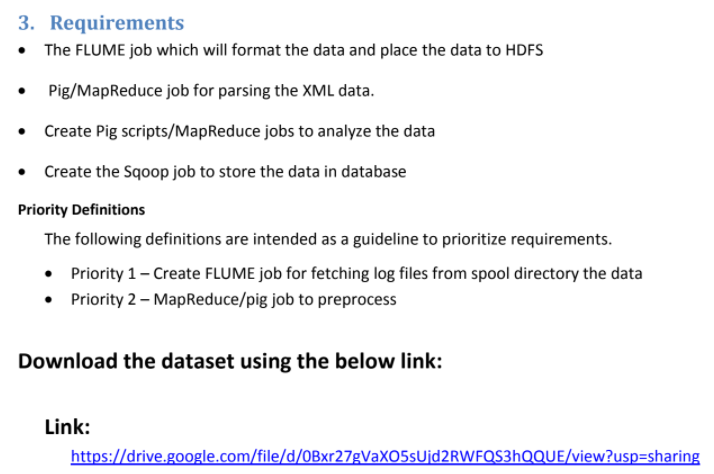 3. Requirements
• The FLUME job which will format the data and place the data to HDFS
• Pig/MapReduce job for parsing the XML data.
• Create Pig scripts/MapReduce jobs to analyze the data
• Create the Sqoop job to store the data in database
Priority Definitions
The following definitions are intended as a guideline to prioritize requirements.
• Priority 1 – Create FLUME job for fetching log files from spool directory the data
• Priority 2 – MapReduce/pig job to preprocess
Download the dataset using the below link:
Link:
https://drive.google.com/file/d/0Bxr27gVaXO5sUjd2RWFQS3hQQUE/view?usp=sharing